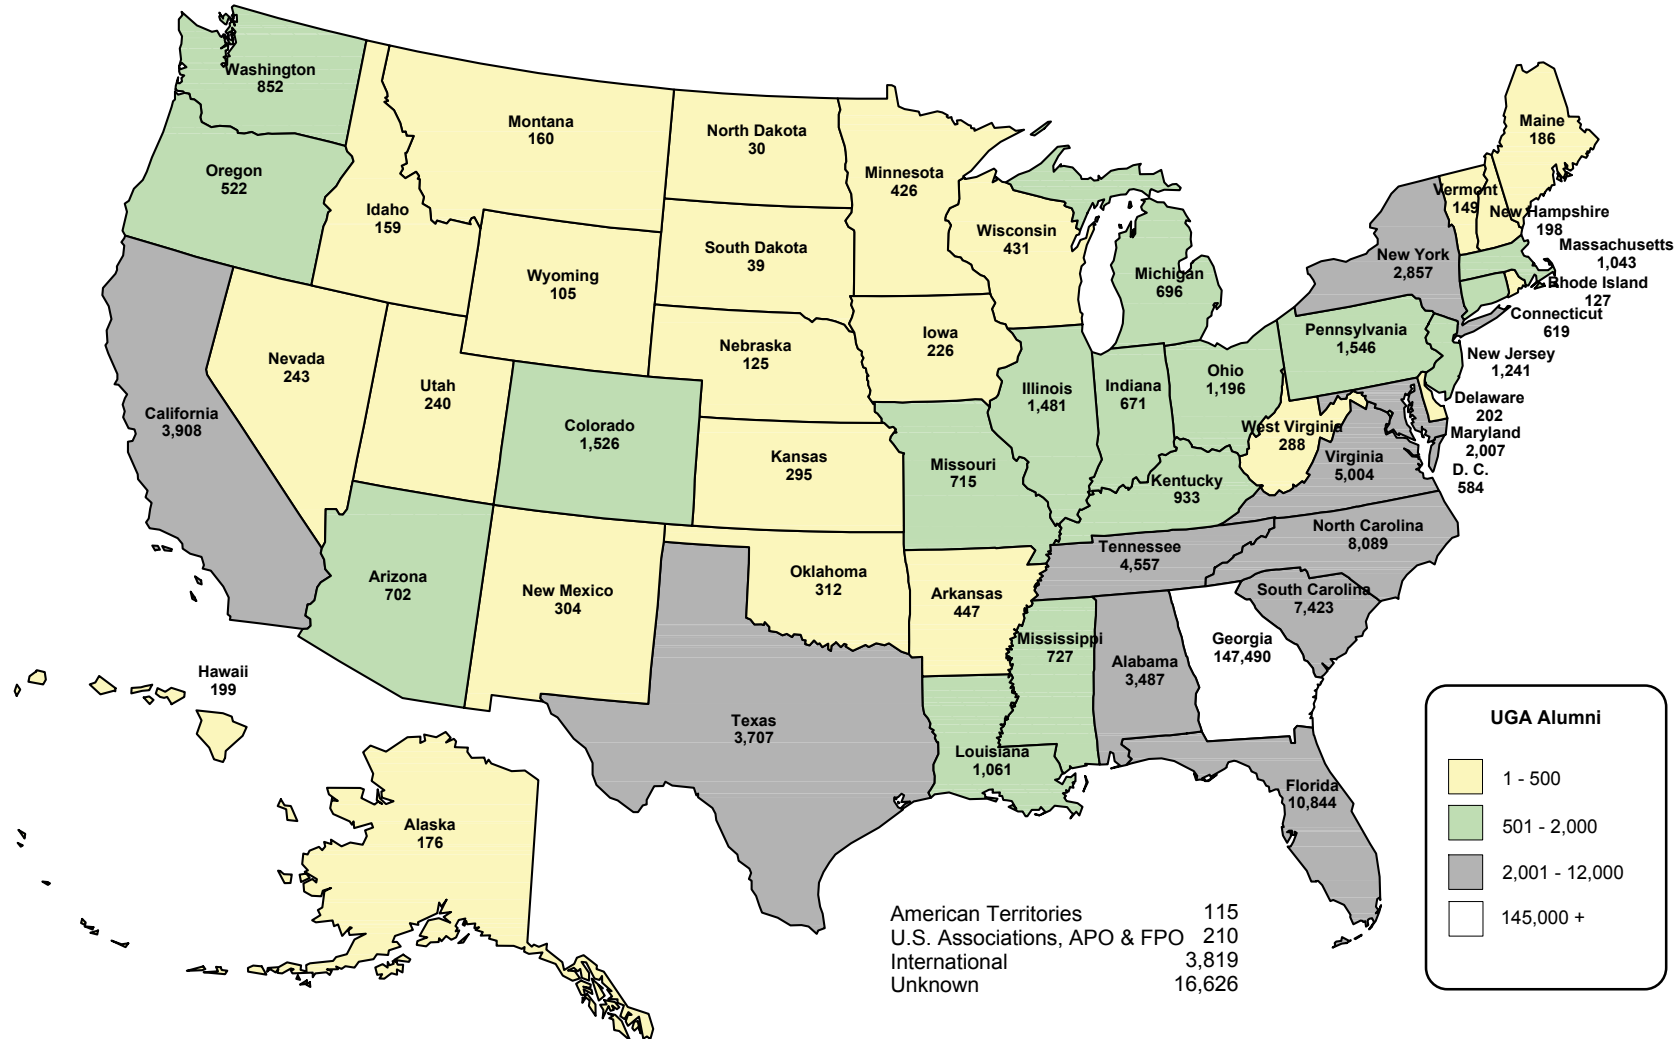 Washington
852
Oregon
522
California
3,908
Nevada
243
Idaho
159
Montana
160
Wyoming
105
Utah
240
Colorado
1,526
Arizona
702
New Mexico
304
North Dakota
30
South Dakota
39
Nebraska
125
Kansas
295
Oklahoma
312
Texas
3,707
Minnesota
426
Iowa
226
Missouri
715
Arkansas
447
Louisiana
1,061
Wisconsin
431
Illinois
1,481
Michigan
696
Indiana
671
Ohio
1,196
Kentucky
933
Tennessee
4,557
Mississippi
727
Alabama
3,487
Georgia
147,490
Florida
10,844
South Carolina
7,423
North Carolina
8,089
Virginia
5,004
West Virginia
288
Pennsylvania
1,546
New York
2,857
Vermont
149
New Hampshire
198
Maine
186
Massachusetts
1,043
Rhode Island
127
Connecticut
619
New Jersey
1,241
Delaware
202
Maryland
2,007
D. C.
584
Hawaii
199
Alaska
176
American Territories 115
U.S. Associations, APO & FPO 210
International 3,819
Unknown 16,626
UGA Alumni
1 - 500
501 - 2,000
2,001 - 12,000
145,000 +